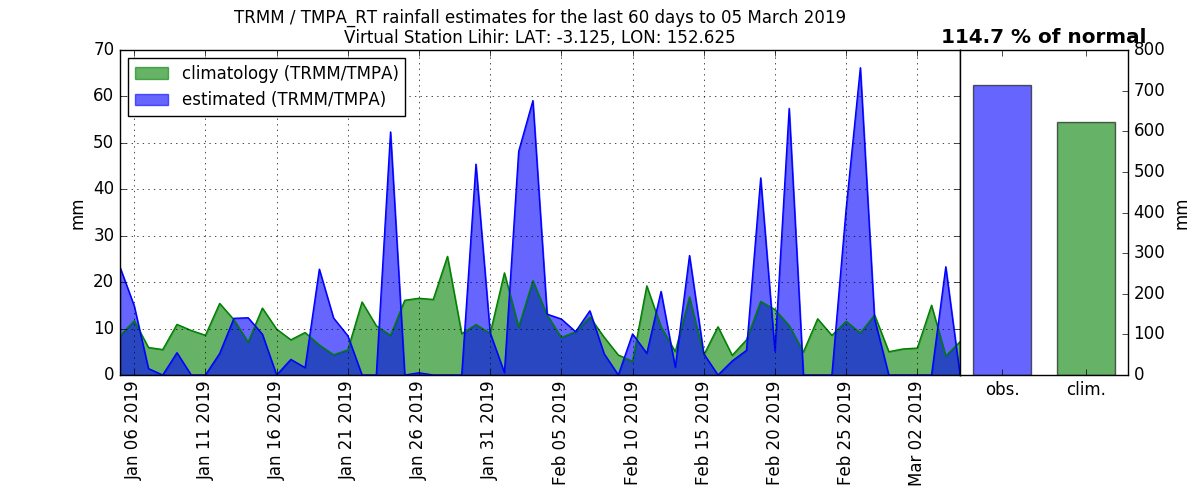 TRMM / TMPA_RT rainfall estimates for the last 60 days to 05 March 2019
Virtual Station Lihir: LAT: -3.125, LON: 152.625
114.7 % of normal
climatology (TRMM/TMPA)
estimated (TRMM/TMPA)
70
60
50
40
30
20
10
0
mm
Jan 06 2019
Jan 11 2019
Jan 16 2019
Jan 21 2019
Jan 26 2019
Jan 31 2019
Feb 05 2019
Feb 10 2019
Feb 15 2019
Feb 20 2019
Feb 25 2019
Mar 02 2019
obs.
clim.
800
700
600
500
400
300
200
100
0
mm